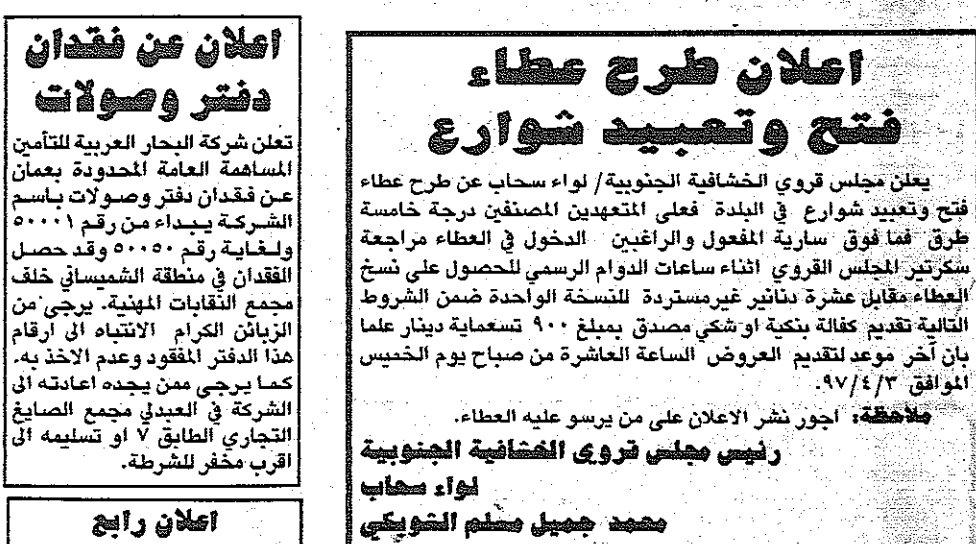 اعلان طرح عطاء
فتح وتعبيد شوارع
يعلن مجلس قروي الخشافية الجنوبية/ لواء سحاب عن طرح عطاء
فتح وتعبيد شوارع في البلدة فعلى المتعهدين المصنفين درجة خامسة
طرق فما فوق سارية المفعول والراغبين الدخول في العطاء مراجعة
سكرتير المجلس القروي اثناء ساعات الدوام الرسمي للحصول على نسخ
العطاء مقابل عشرة دنانير غيرمستردة للنسخة الواحدة ضمن الشروط
التالية تقديم كفالة بنكية او شكي مصدق بمبلغ ٩٠٠ تسعماية دينار علما
بان آخر موعد لتقديم العروض الساعة العاشرة من صباح يوم الخميس
الموافق ٩٧/٤/٣.
ملاحظة: اجور نشر الاعلان على من يرسو عليه العطاء.
رئيس مجلس قروي الخشافية الجنوبية
لواء سحاب
محمد جميل مسلم الشويكي
اعلان عن فقدان
دفتر وصولات
تعلن شركة البحار العربية للتأمين
المساهمة العامة المحدودة بعمان
عن فقدان دفتر وصولات باسم
الشركة يبداء من رقم ٥٠٠٠١
ولغاية رقم ٥٠٠٥٠ وقد حصل
الفقدان في منطقة الشميساني خلف
مجمع النقابات المهنية. يرجى من
الزبائن الكرام الانتباه الى ارقام
هذا الدفتر المفقود وعدم الاخذ به.
كما يرجى ممن يجده اعادته الى
الشركة في العبدلي مجمع الصايغ
التجاري الطابق ٧ او تسليمه الى
اقرب مخفر للشرطة.
اعلان رابع